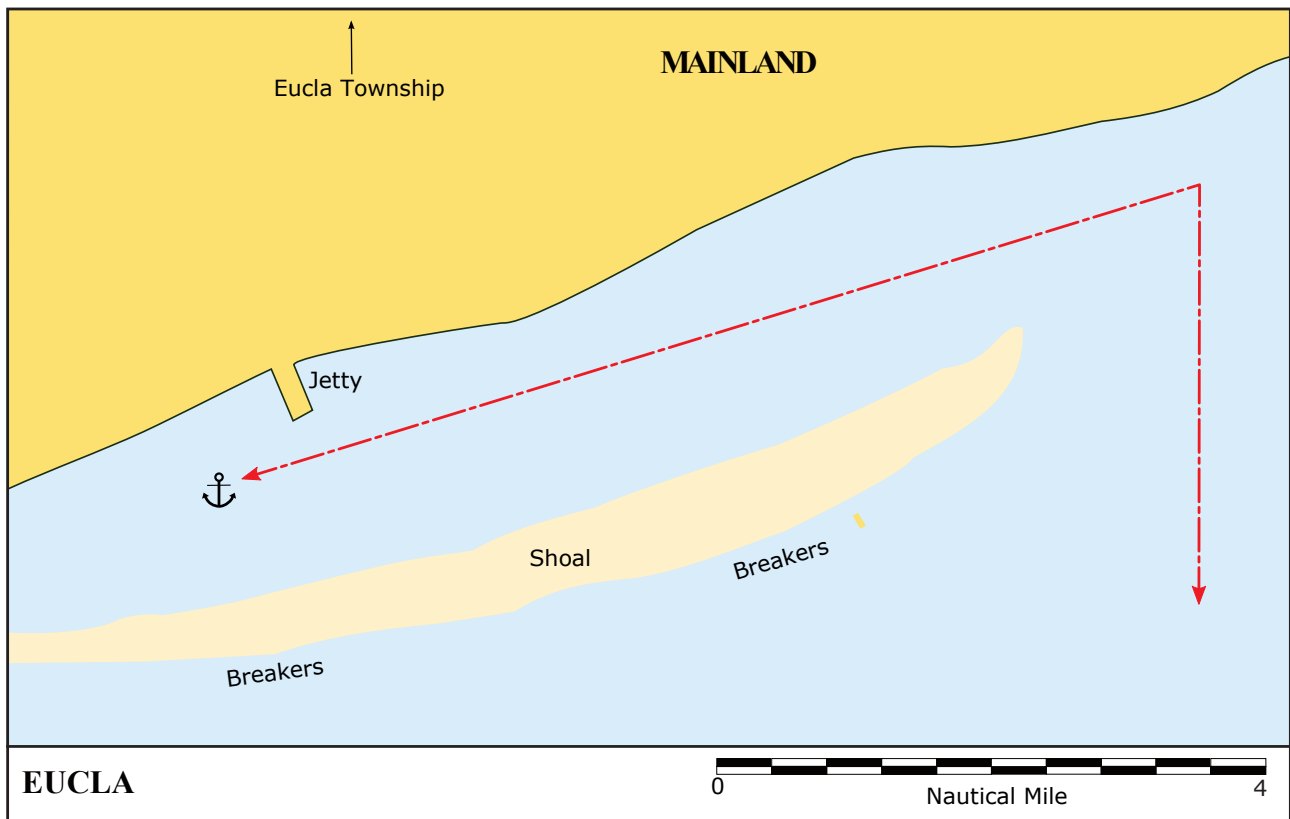 MAINLAND
Eucla Township
Jetty
Shoal
Breakers
Breakers
EUCLA
0
4
Nautical Mile